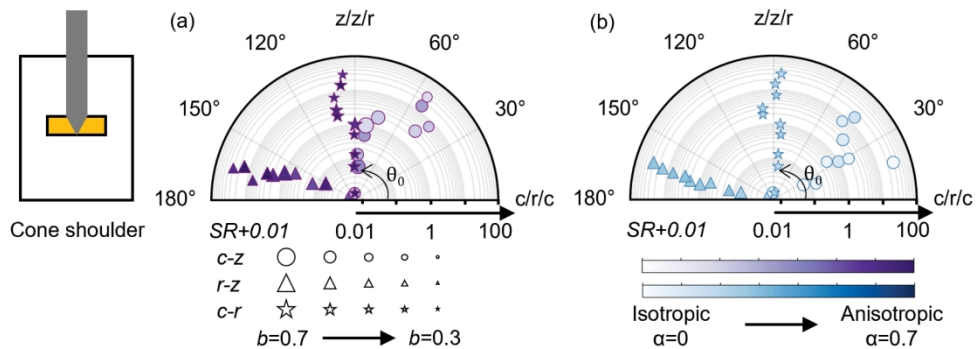 (a)
z/z/r
120°
60°
150°
30°
θ₀
180°
c/r/c
SR+0.01
0.01
1
100
c-z
r-z
c-r
b=0.7
b=0.3
Cone shoulder
(b)
z/z/r
120°
60°
150°
30°
θ₀
180°
c/r/c
SR+0.01
0.01
1
100
Isotropic
Anisotropic
α=0
α=0.7